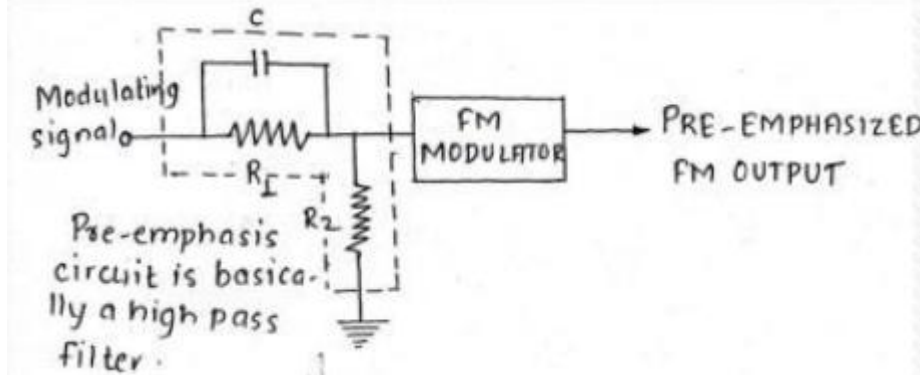 C
Modulating
signal
R1
R2
FM
MODULATOR
PRE-EMPHASIZED
FM OUTPUT
Pre-emphasis
circuit is basica-
lly a high pass
filter.